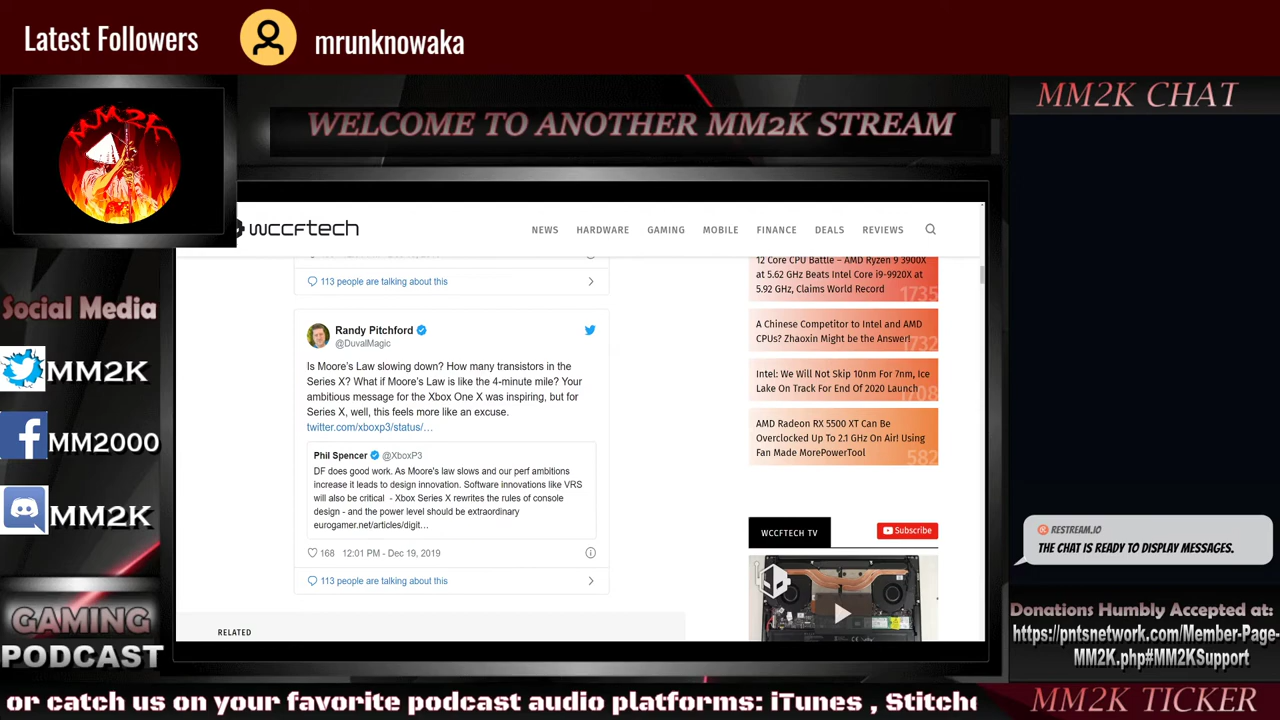 Latest Followers
mrunknowaka
MM2K
WELCOME TO ANOTHER MM2K STREAM
MM2K CHAT
wccftech
NEWS
HARDWARE
GAMING
MOBILE
FINANCE
DEALS
REVIEWS
113 people are talking about this
Randy Pitchford
@DuvalMagic
Is Moore's Law slowing down? How many transistors in the
Series X? What if Moore's Law is like the 4-minute mile? Your
ambitious message for the Xbox One X was inspiring, but for
Series X, well, this feels more like an excuse.
twitter.com/xboxp3/status/…
Phil Spencer @XboxP3
DF does good work. As Moore's law slows and our perf ambitions
increase it leads to design innovation. Software innovations like VRS
will also be critical - Xbox Series X rewrites the rules of console
design - and the power level should be extraordinary
eurogamer.net/articles/digit…
168 12:01 PM - Dec 19, 2019
113 people are talking about this
RELATED
12 Core CPU Battle – AMD Ryzen 9 3900X
at 5.62 GHz Beats Intel Core i9-9920X at
5.92 GHz, Claims World Record
1735
A Chinese Competitor to Intel and AMD
CPUs? Zhaoxin Might be the Answer!
1732
Intel: We Will Not Skip 10nm For 7nm, Ice
Lake On Track For End Of 2020 Launch
1708
AMD Radeon RX 5500 XT Can Be
Overclocked Up To 2.1 GHz On Air! Using
Fan Made MorePowerTool
582
WCCFTECH TV
Subscribe
Social Media
MM2K
MM2000
MM2K
GAMING
PODCAST
RESTREAM.IO
THE CHAT IS READY TO DISPLAY MESSAGES.
Donations Humbly Accepted at:
https://pntsnetwork.com/Member-Page-
MM2K.php#MM2KSupport
or catch us on your favorite podcast audio platforms: iTunes , Stitche
MM2K TICKER